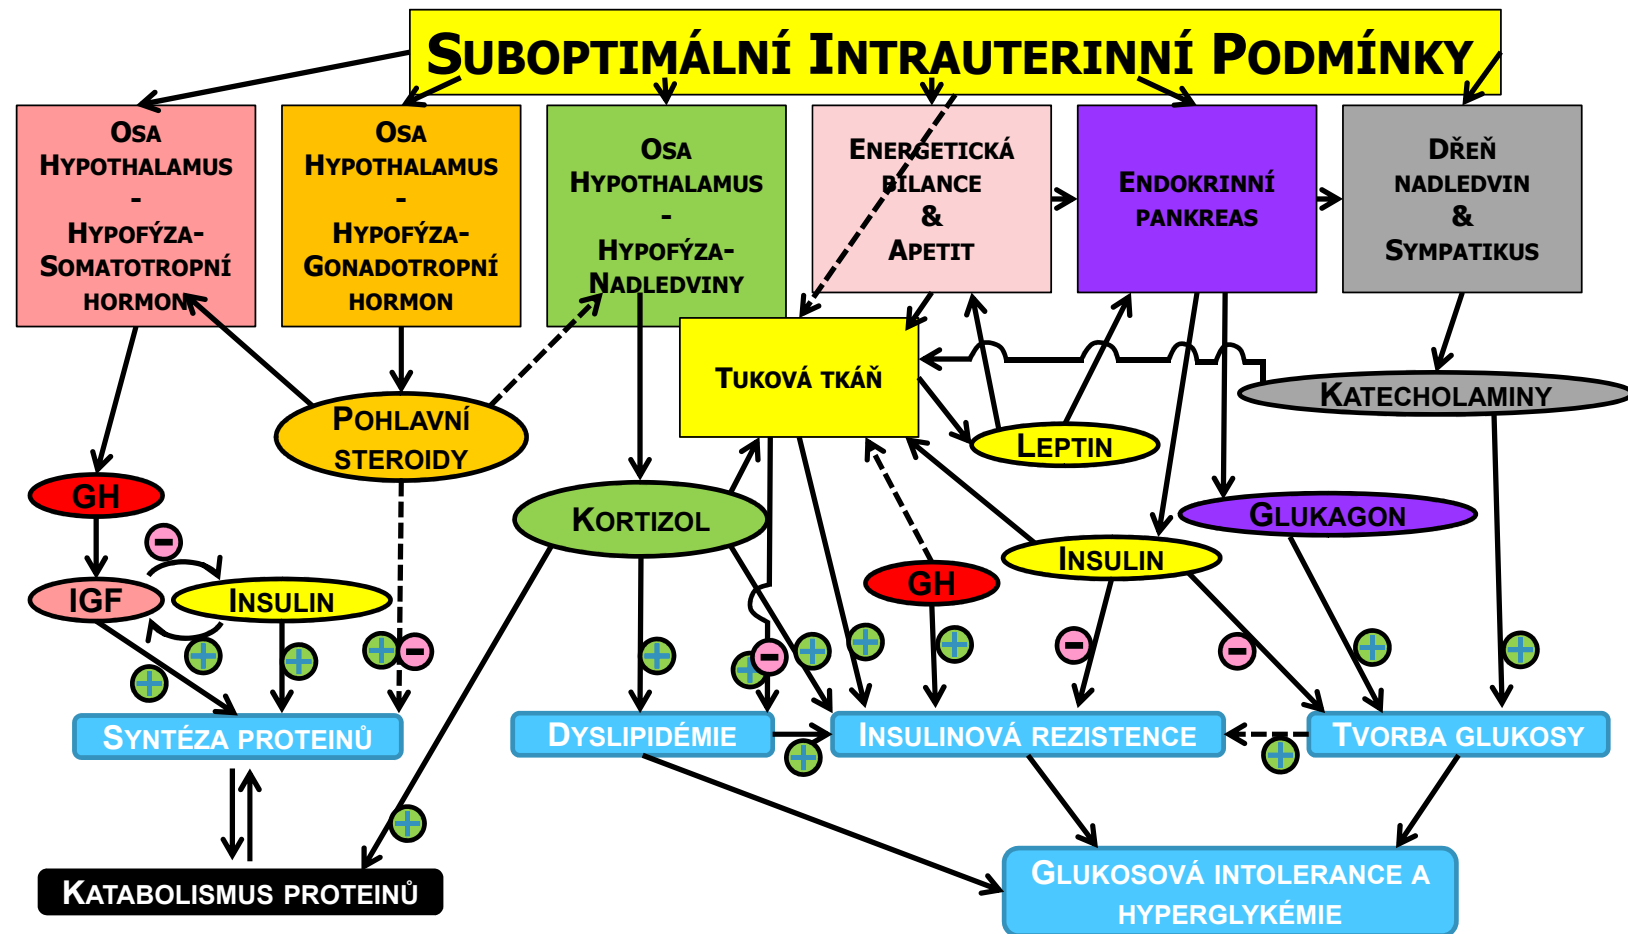 Suboptimální Intrauterinní Podmínky
Osa
Hypothalamus
-
Hypofýza-
Somatotropní
hormon
Osa
Hypothalamus
-
Hypofýza-
Gonadotropní
hormon
Osa
Hypothalamus
-
Hypofýza-
Nadledviny
Energetická
bílance
&
Apetit
Endokrinní
pankreas
Dřeň
nadledvin
&
Sympatikus
Tuková tkáň
Katecholaminy
Pohlavní
steroidy
Leptin
GH
Kortizol
Glukagon
-
Insulin
IGF
Insulin
GH
+
+
+
+
-
+
+
-
+
+
+
-
-
+
+
Syntéza proteinů
Dyslipidémie
Insulinová rezistence
Tvorba glukosy
+
+
+
Katabolismus proteinů
Glukosová intolerance a
hyperglykémie